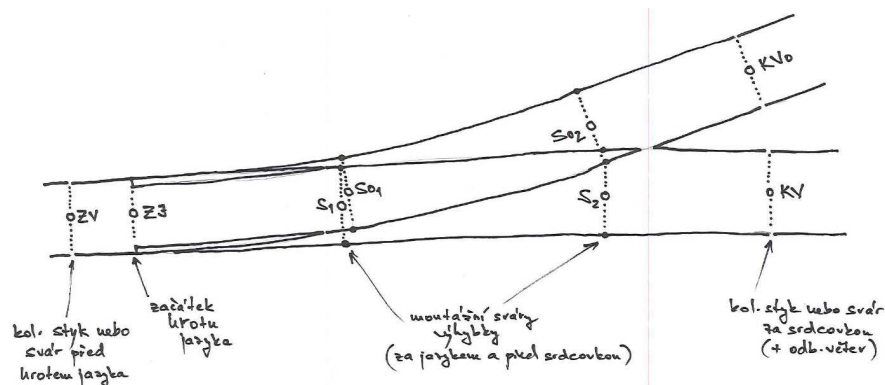 KVo
So2
ZV
ZJ
S1
So1
S2
KV
kol. styk nebo
svár před
hrotem jazyka
začátek
hrotu
jazyka
montážní sváry
výhybky
(za jazykem a před srdcovkou)
kol. styk nebo svár
za srdcovkou
(+ odb. větev)